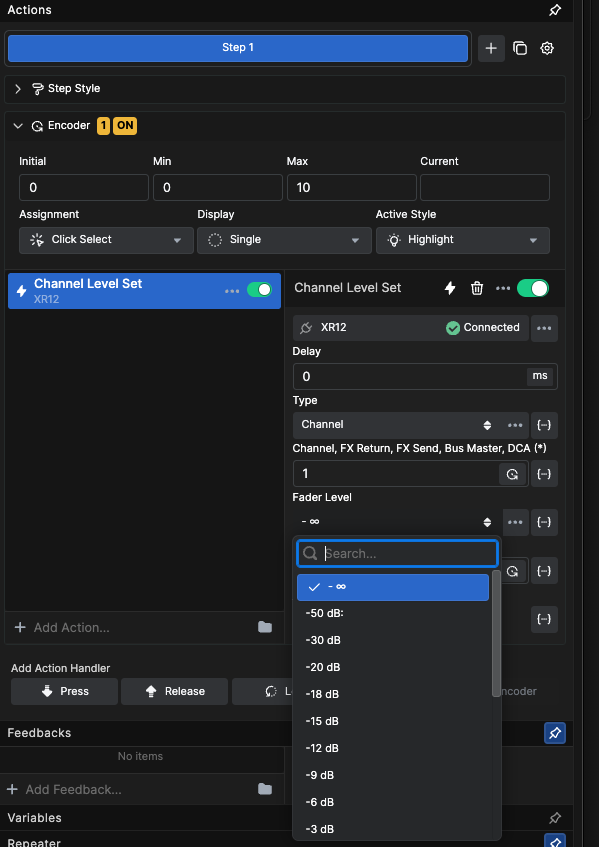 Actions
Step 1
Step Style
Encoder 1 ON
Initial Min Max Current
0 0 10
Assignment Display Active Style
Click Select Single Highlight
Channel Level Set
XR12
Channel Level Set
XR12 Connected
Delay
0 ms
Type
Channel
Channel, FX Return, FX Send, Bus Master, DCA (*)
1
Fader Level
- ∞
Search...
- ∞
-50 dB:
-30 dB
-20 dB
-18 dB
-15 dB
-12 dB
-9 dB
-6 dB
-3 dB
Add Action...
Add Action Handler
Press Release
Feedbacks
No items
Add Feedback...
Variables
Repeater